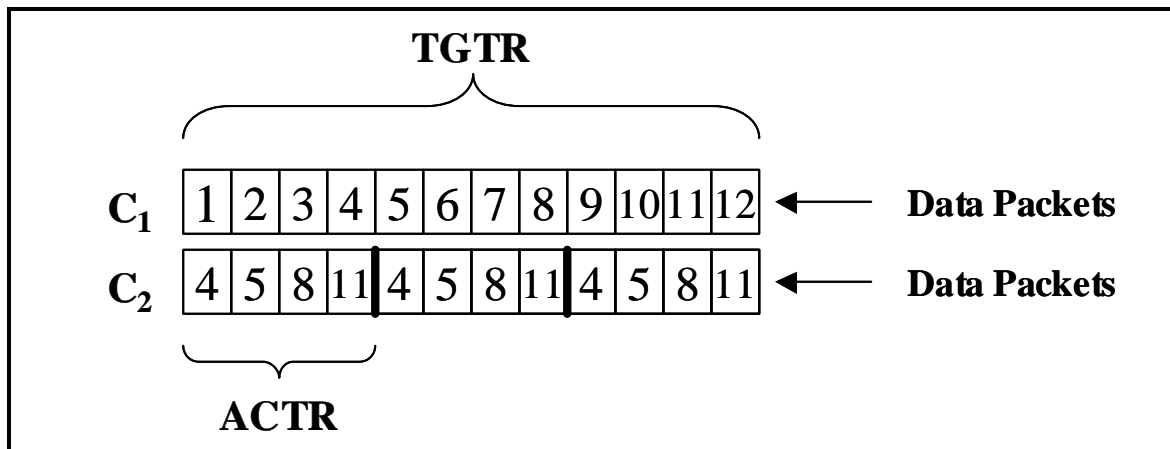 TGTR
C1 1 2 3 4 5 6 7 8 9 10 11 12 Data Packets
C2 4 5 8 11 4 5 8 11 4 5 8 11 Data Packets
ACTR